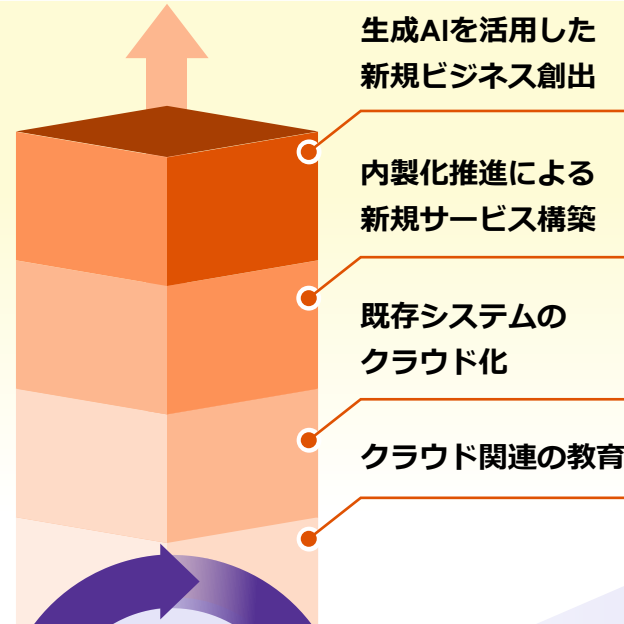 生成AIを活用した
新規ビジネス創出
内製化推進による
新規サービス構築
既存システムの
クラウド化
クラウド関連の教育